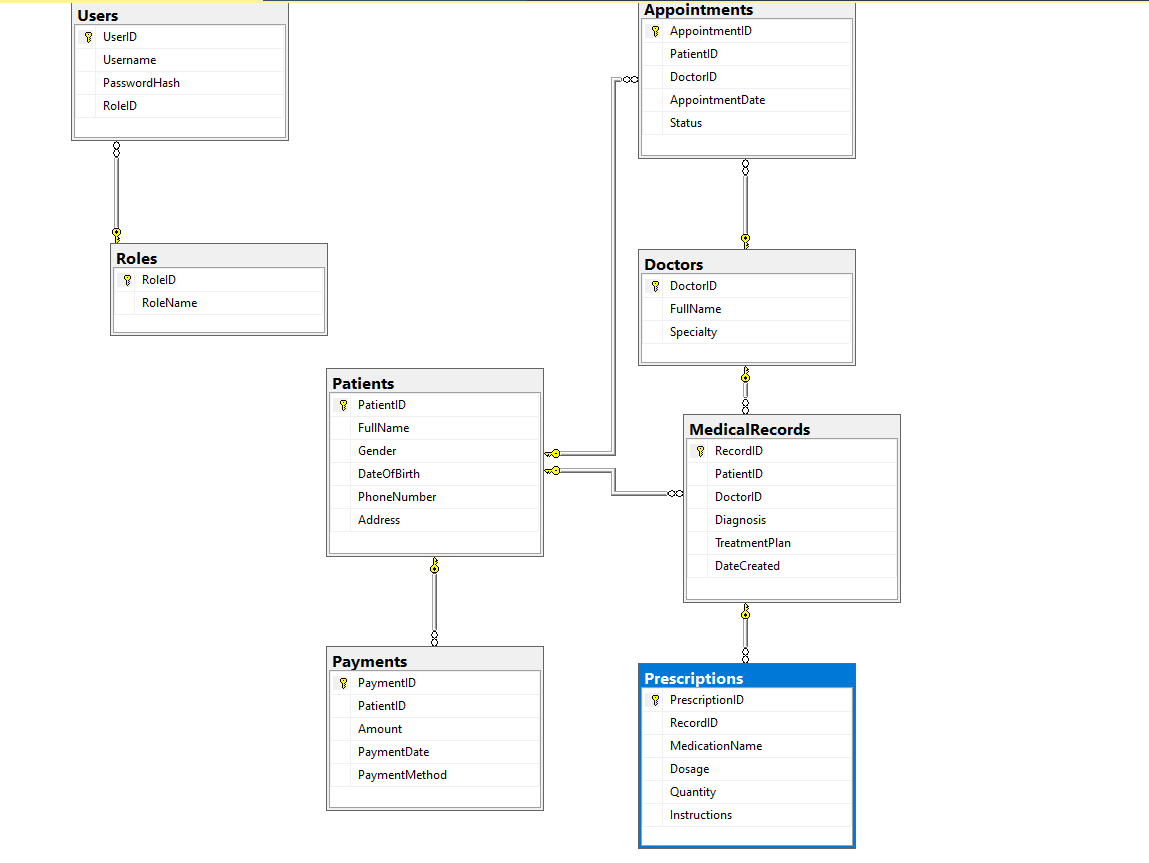 Users
UserID
Username
PasswordHash
RoleID
Roles
RoleID
RoleName
Patients
PatientID
FullName
Gender
DateOfBirth
PhoneNumber
Address
Payments
PaymentID
PatientID
Amount
PaymentDate
PaymentMethod
Appointments
AppointmentID
PatientID
DoctorID
AppointmentDate
Status
Doctors
DoctorID
FullName
Specialty
MedicalRecords
RecordID
PatientID
DoctorID
Diagnosis
TreatmentPlan
DateCreated
Prescriptions
PrescriptionID
RecordID
MedicationName
Dosage
Quantity
Instructions